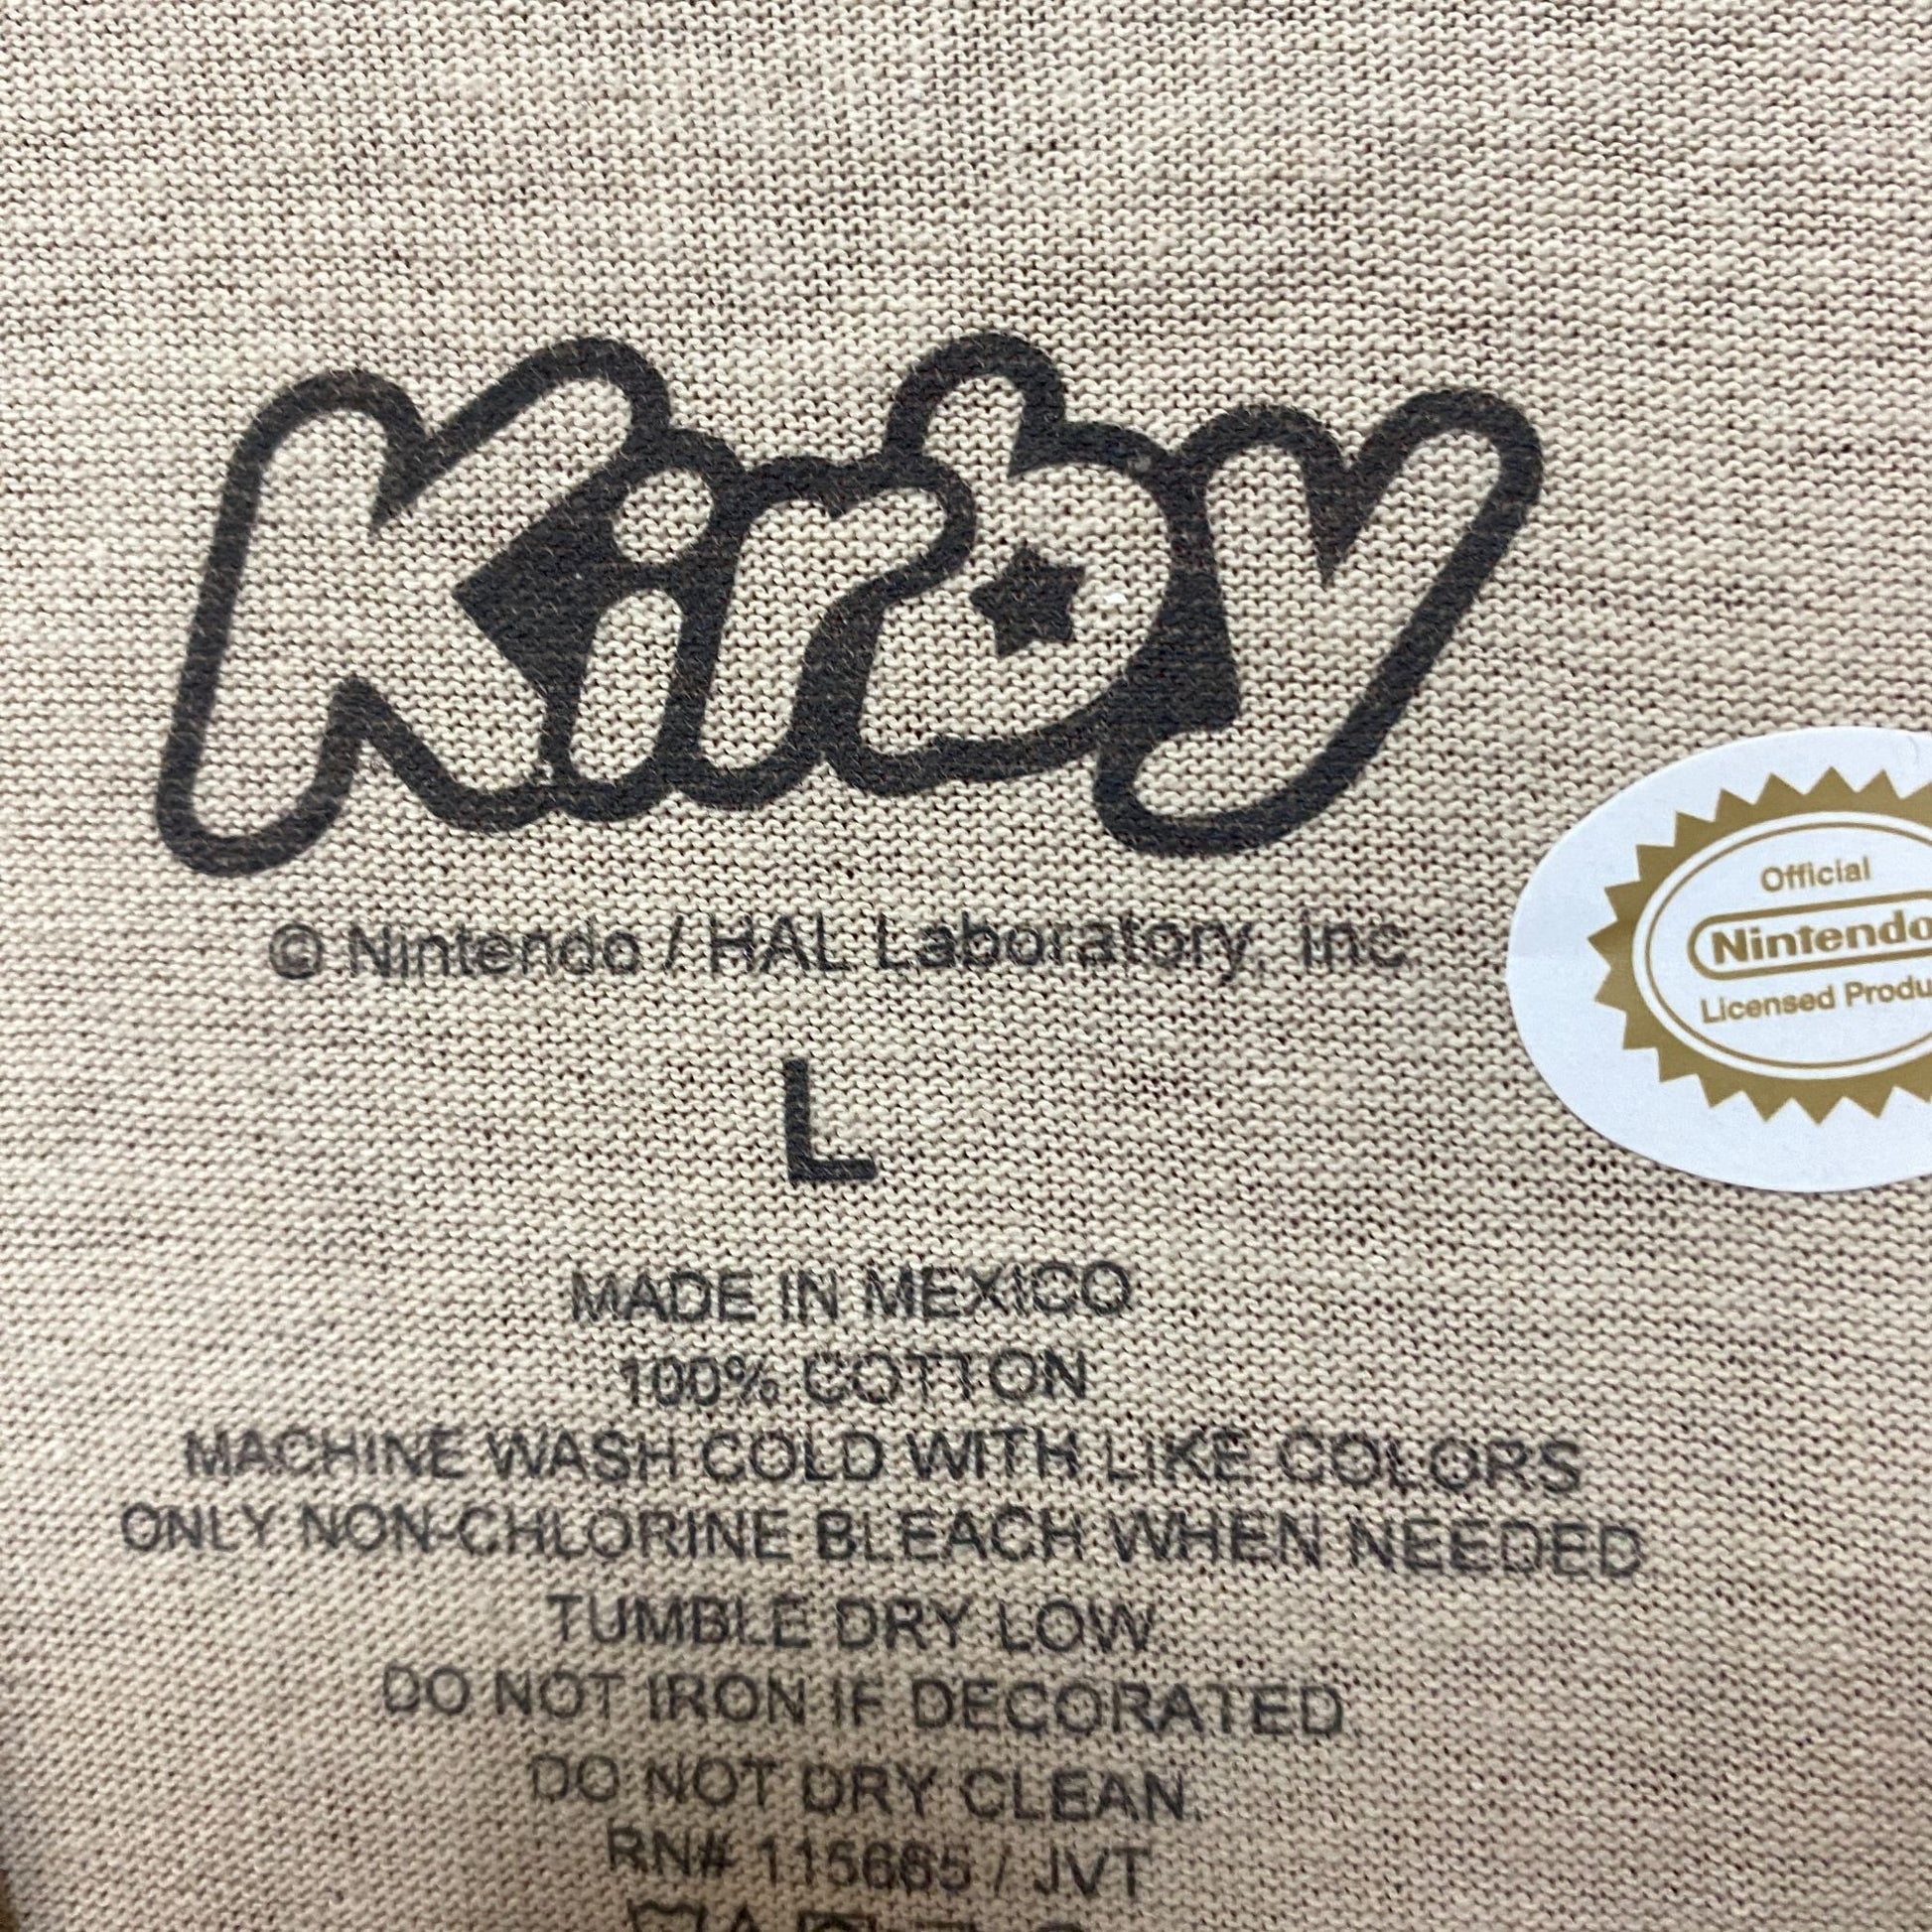 Kirby
© Nintendo / HAL Laboratory, Inc
Official
Nintendo
Licensed Produ
L
MADE IN MEXICO
100% COTTON
MACHINE WASH COLD WITH LIKE COLORS
ONLY NON-CHLORINE BLEACH WHEN NEEDED
TUMBLE DRY LOW.
DO NOT IRON IF DECORATED.
DO NOT DRY CLEAN.
RN# 115665 / JVT